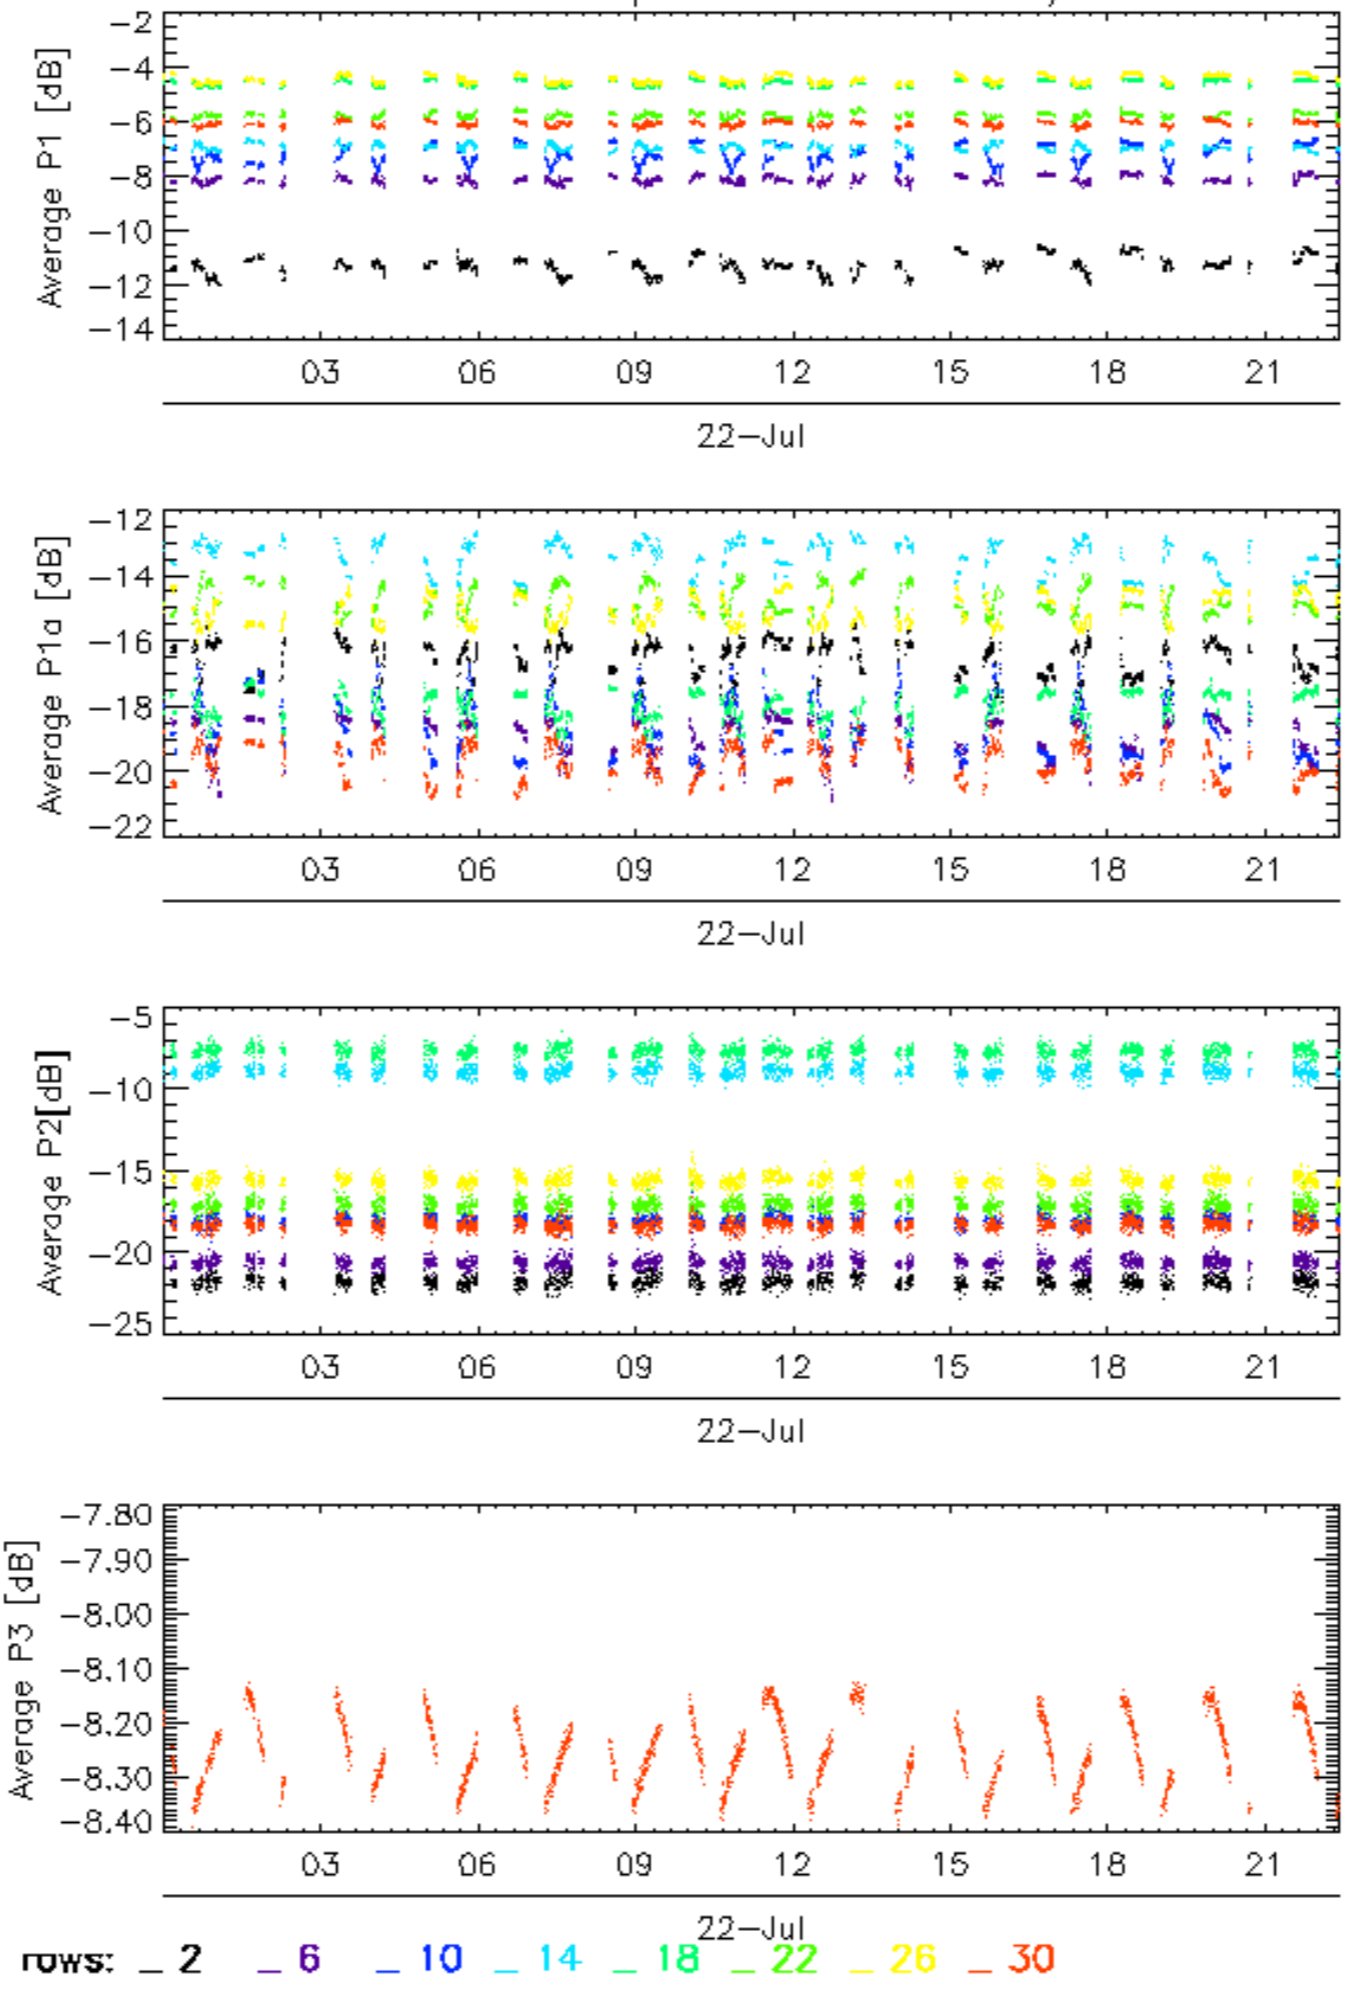 Average P1 [dB]
-2
-4
-6
-8
-10
-12
-14
03 06 09 12 15 18 21
22-Jul
Average P1a [dB]
-12
-14
-16
-18
-20
-22
03 06 09 12 15 18 21
22-Jul
Average P2[dB]
-5
-10
-15
-20
-25
03 06 09 12 15 18 21
22-Jul
Average P3 [dB]
-7.80
-7.90
-8.00
-8.10
-8.20
-8.30
-8.40
03 06 09 12 15 18 21
22-Jul
rows: _ 2 _ 6 _ 10 _ 14 _ 18 _ 22 _ 26 _ 30